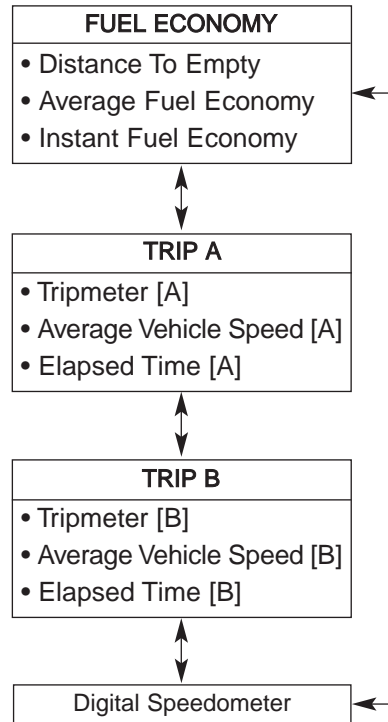 FUEL ECONOMY
• Distance To Empty
• Average Fuel Economy
• Instant Fuel Economy
TRIP A
• Tripmeter [A]
• Average Vehicle Speed [A]
• Elapsed Time [A]
TRIP B
• Tripmeter [B]
• Average Vehicle Speed [B]
• Elapsed Time [B]
Digital Speedometer